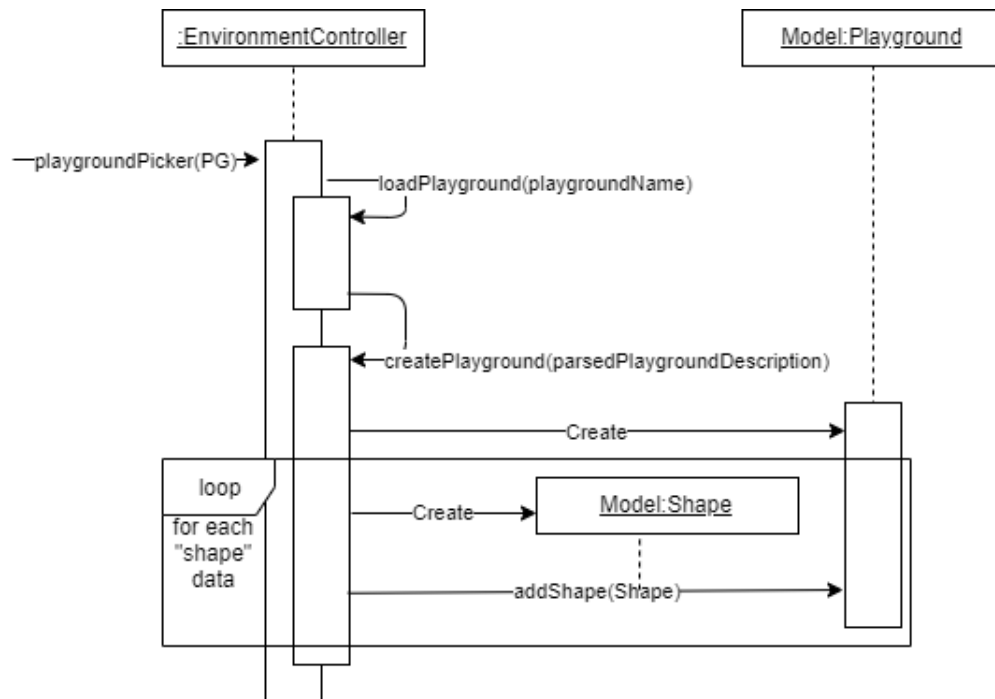 :EnvironmentController
Model:Playground
playgroundPicker(PG)
loadPlayground(playgroundName)
createPlayground(parsedPlaygroundDescription)
Create
loop
for each
"shape"
data
Create
Model:Shape
addShape(Shape)